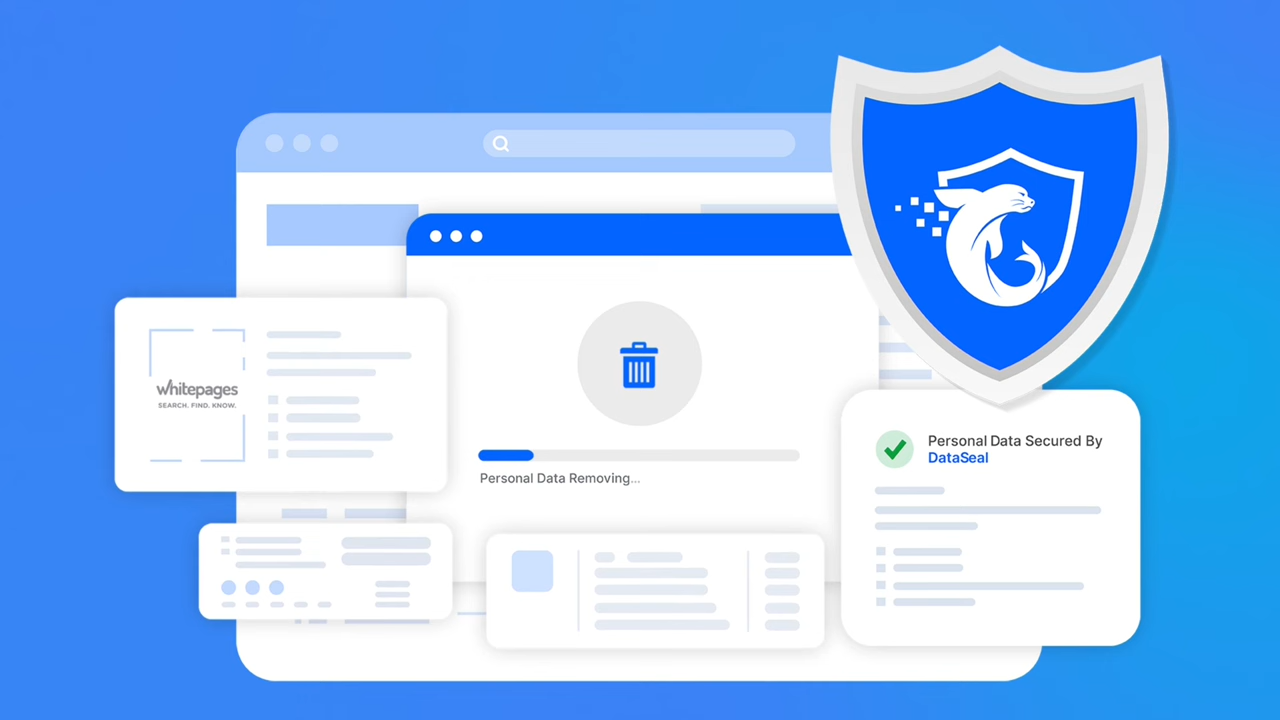 whitepages
SEARCH. FIND. KNOW.
Personal Data Removing...
Personal Data Secured By
DataSeal